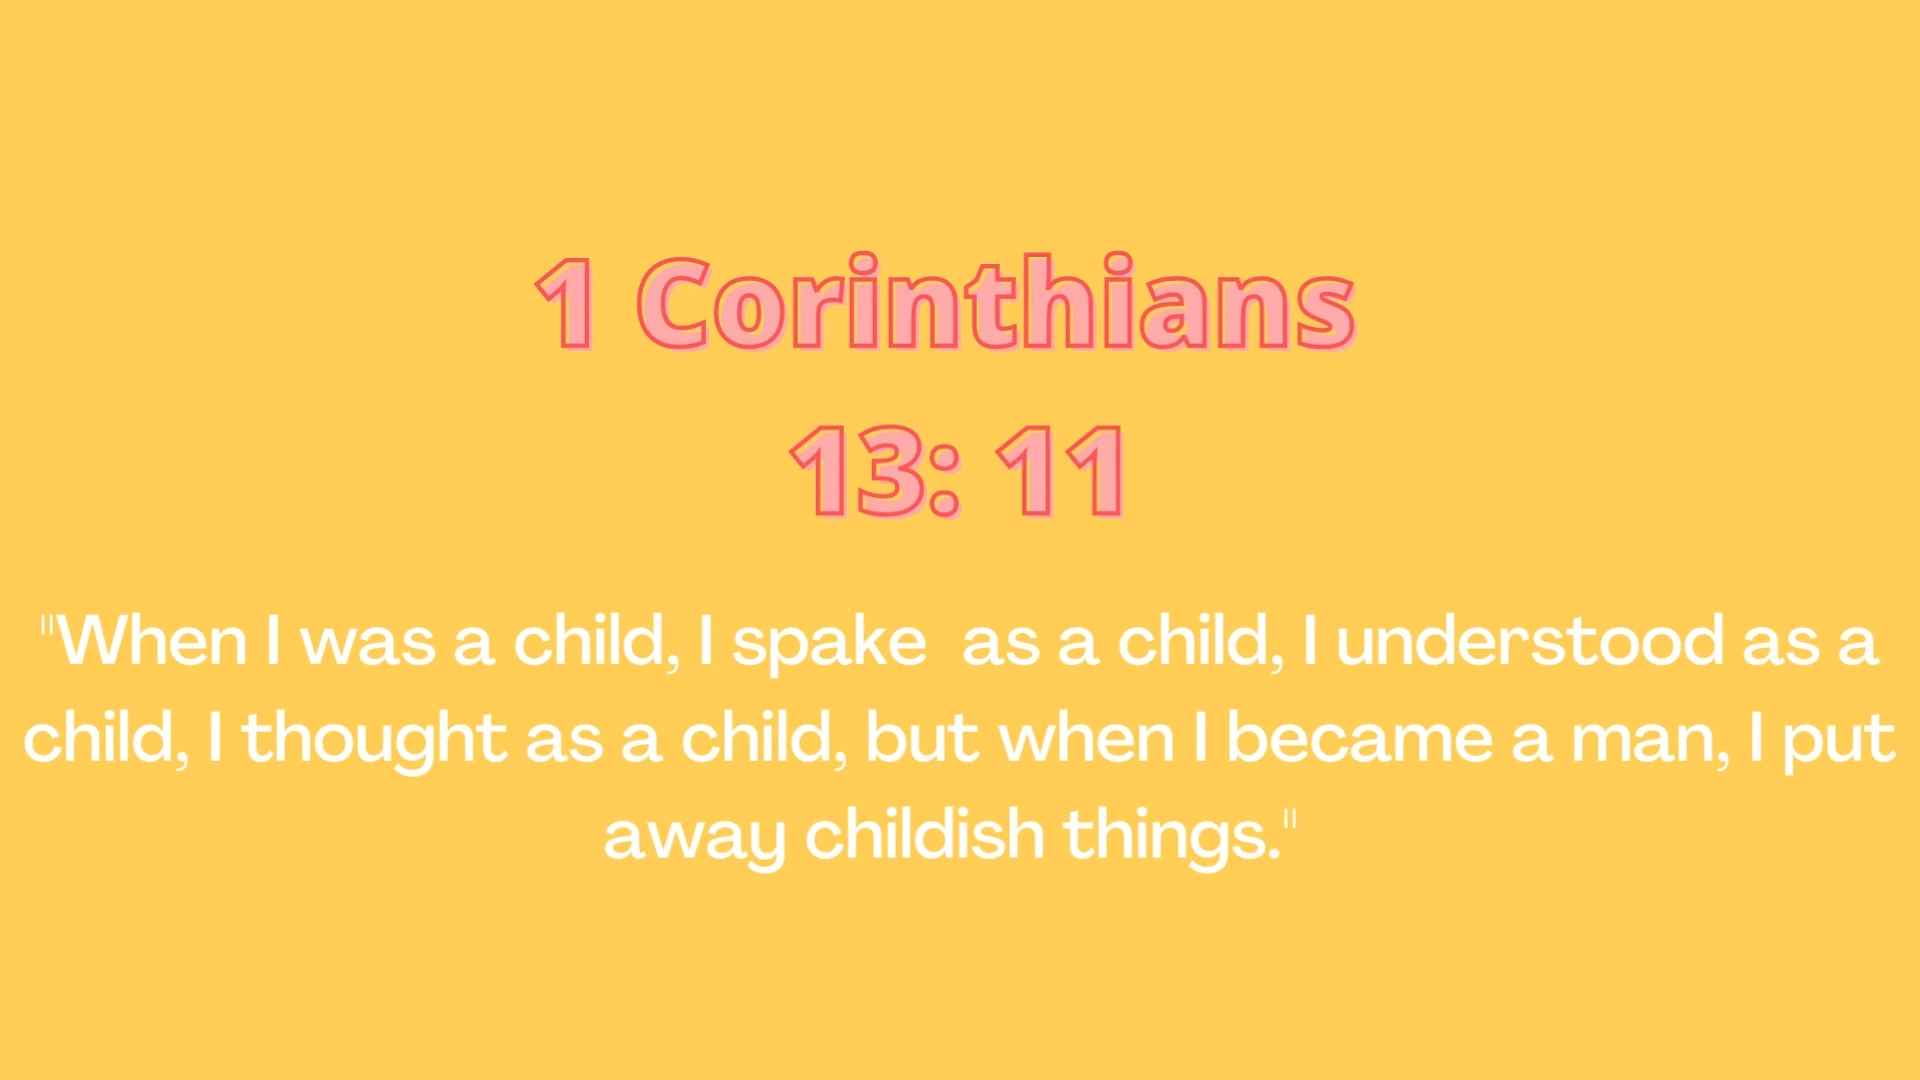 1 Corinthians
13: 11
"When I was a child, I spake  as a child, I understood as a
child, I thought as a child, but when I became a man, I put
away childish things."